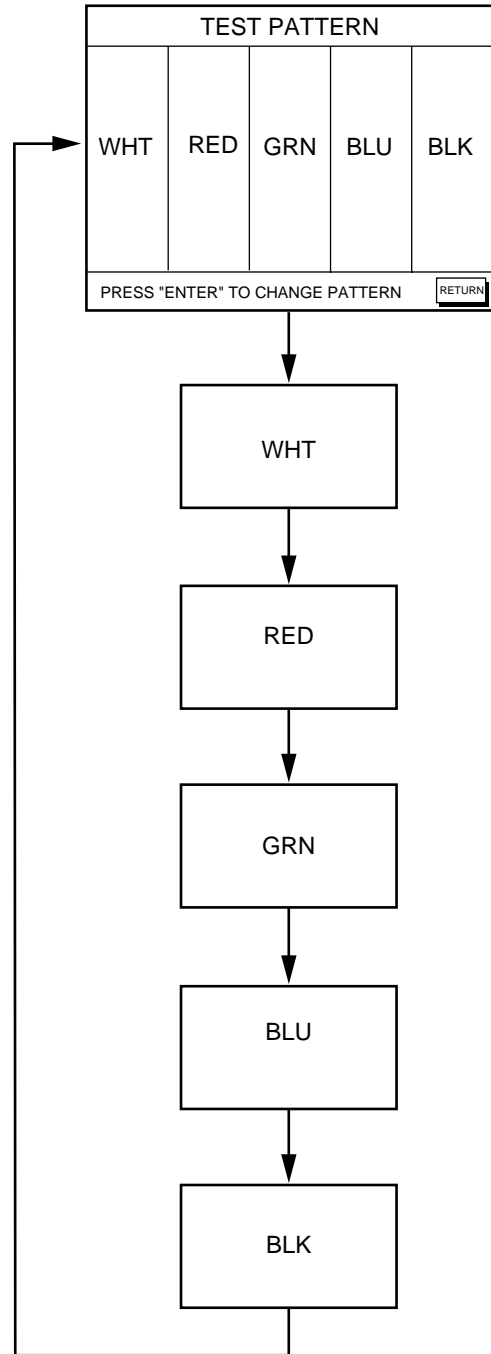 TEST PATTERN
WHT RED GRN BLU BLK
PRESS "ENTER" TO CHANGE PATTERN RETURN
WHT
RED
GRN
BLU
BLK